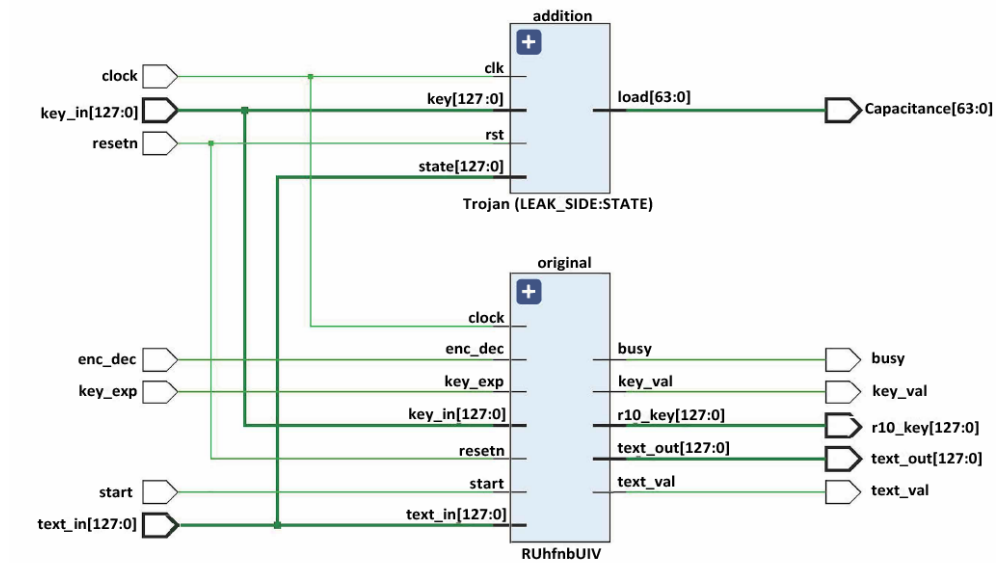 addition
clock
clk
key_in[127:0]
key[127:0]
load[63:0]
Capacitance[63:0]
resetn
rst
state[127:0]
Trojan (LEAK_SIDE:STATE)
original
clock
enc_dec
enc_dec
busy
busy
key_exp
key_exp
key_val
key_val
key_in[127:0]
r10_key[127:0]
r10_key[127:0]
resetn
text_out[127:0]
text_out[127:0]
start
start
text_val
text_val
text_in[127:0]
text_in[127:0]
RUhfnbUIV